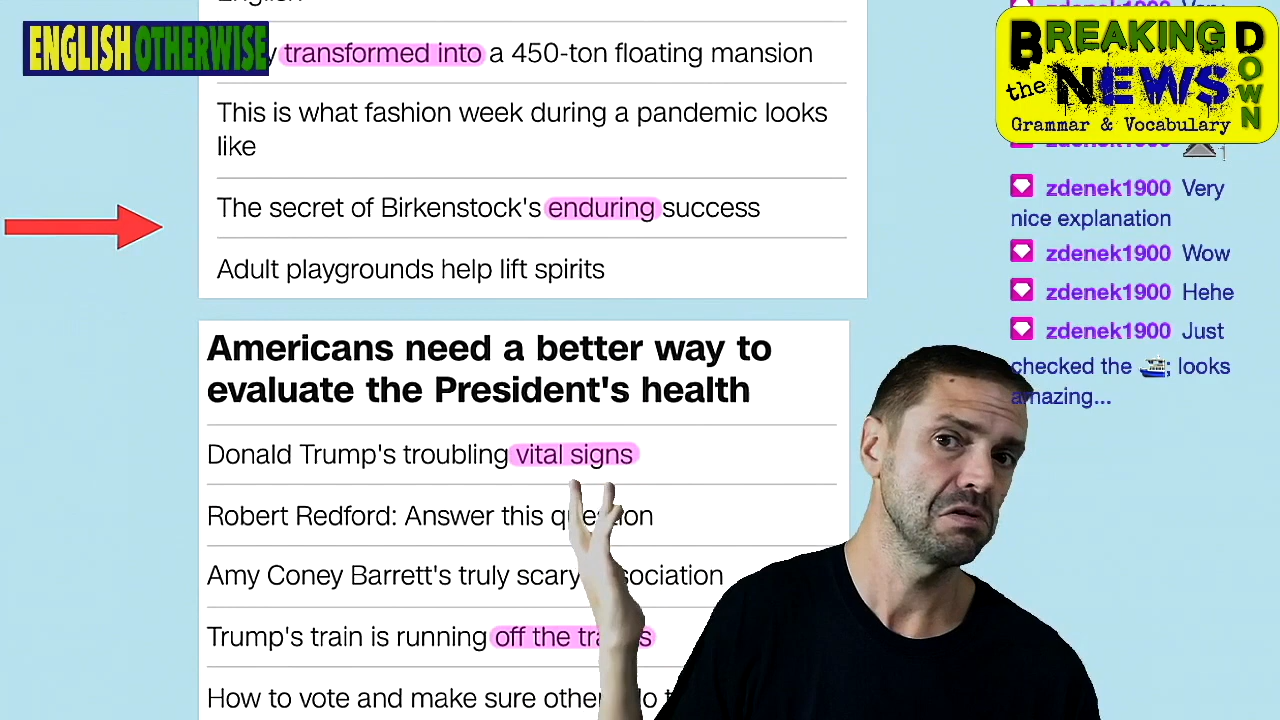 ENGLISH OTHERWISE
transformed into a 450-ton floating mansion
This is what fashion week during a pandemic looks
like
The secret of Birkenstock's enduring success
Adult playgrounds help lift spirits
Americans need a better way to
evaluate the President's health
Donald Trump's troubling vital signs
Robert Redford: Answer this question
Amy Coney Barrett's truly scary
Trump's train is running off the tracks
How to vote and make sure
BREAKING DOWN
the NEWS
Grammar & Vocabulary
zdenek1900 Very
nice explanation
zdenek1900 Wow
zdenek1900 Hehe
zdenek1900 Just
checked the 🛥; looks
amazing...